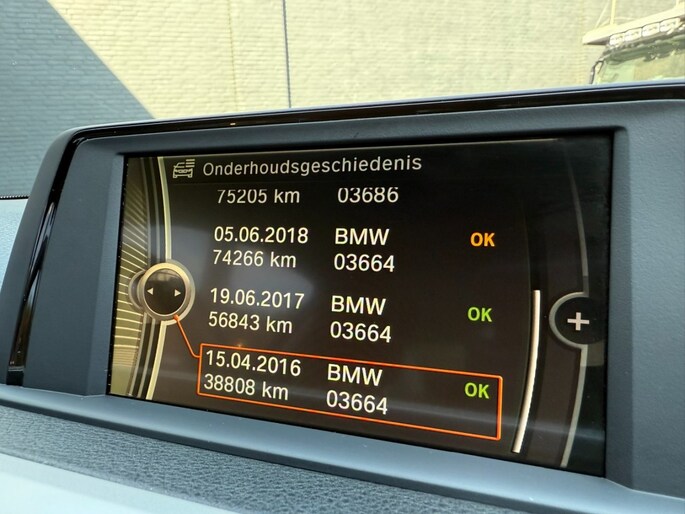 Onderhoudsgeschiedenis
75205 km 03686
05.06.2018 BMW OK
74266 km 03664
19.06.2017 BMW OK
56843 km 03664
15.04.2016 BMW OK
38808 km 03664